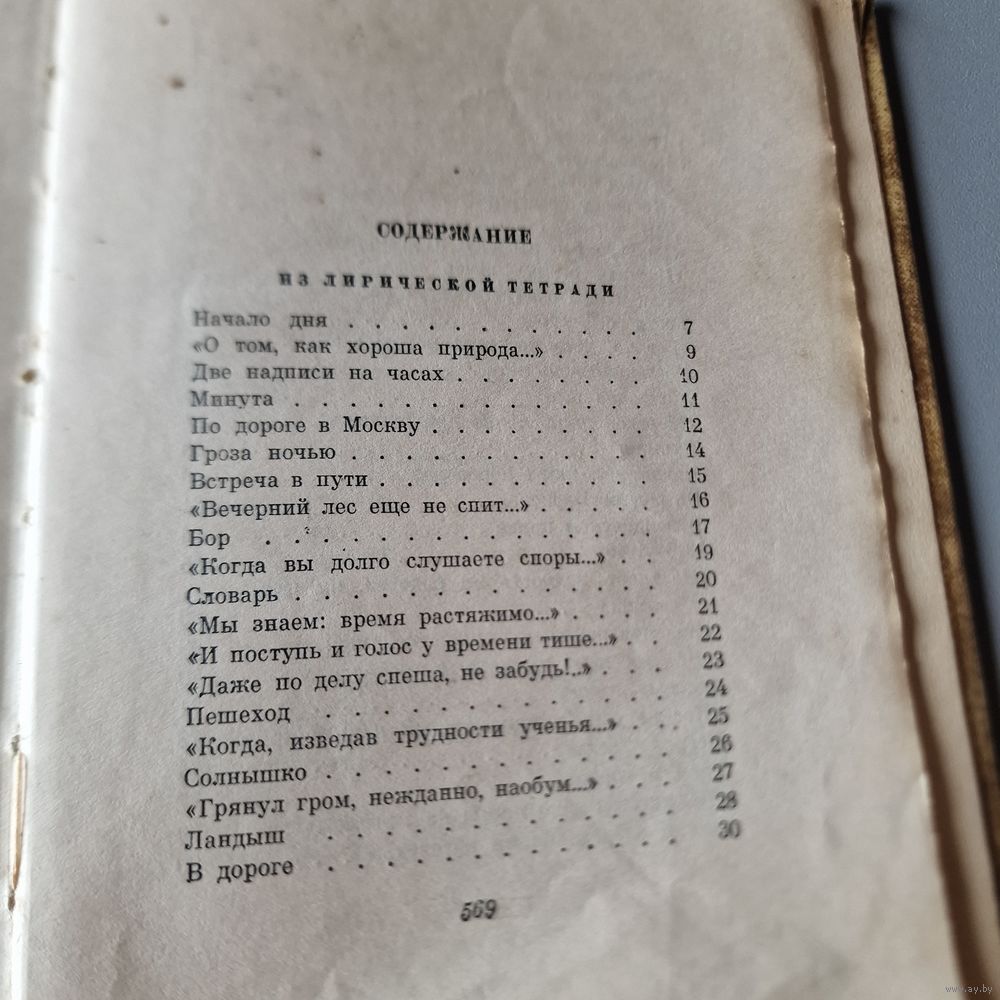 СОДЕРЖАНИЕ
ИЗ ЛИРИЧЕСКОЙ ТЕТРАДИ
Начало дня . . . . . . . . . . . . 7
«О том, как хороша природа...» . . . . 9
Две надписи на часах . . . . . . . . 10
Минута . . . . . . . . . . . . . . 11
По дороге в Москву . . . . . . . . . 12
Гроза ночью . . . . . . . . . . . . 14
Встреча в пути . . . . . . . . . . . 15
«Вечерний лес еще не спит...» . . . . . 16
Бор . . . . . . . . . . . . . . . 17
«Когда вы долго слушаете споры...» . . 19
Словарь . . . . . . . . . . . . . . 20
«Мы знаем: время растяжимо...» . . . . 21
«И поступь и голос у времени тише...» . . 22
«Даже по делу спеша, не забудь!..» . . . 23
Пешеход . . . . . . . . . . . . . 24
«Когда, изведав трудности ученья...» . . . 25
Солнышко . . . . . . . . . . . . . 26
«Грянул гром, нежданно, наобум...» . . . 27
Ландыш . . . . . . . . . . . . . 28
В дороге . . . . . . . . . . . . . 30
569
www.ay.by